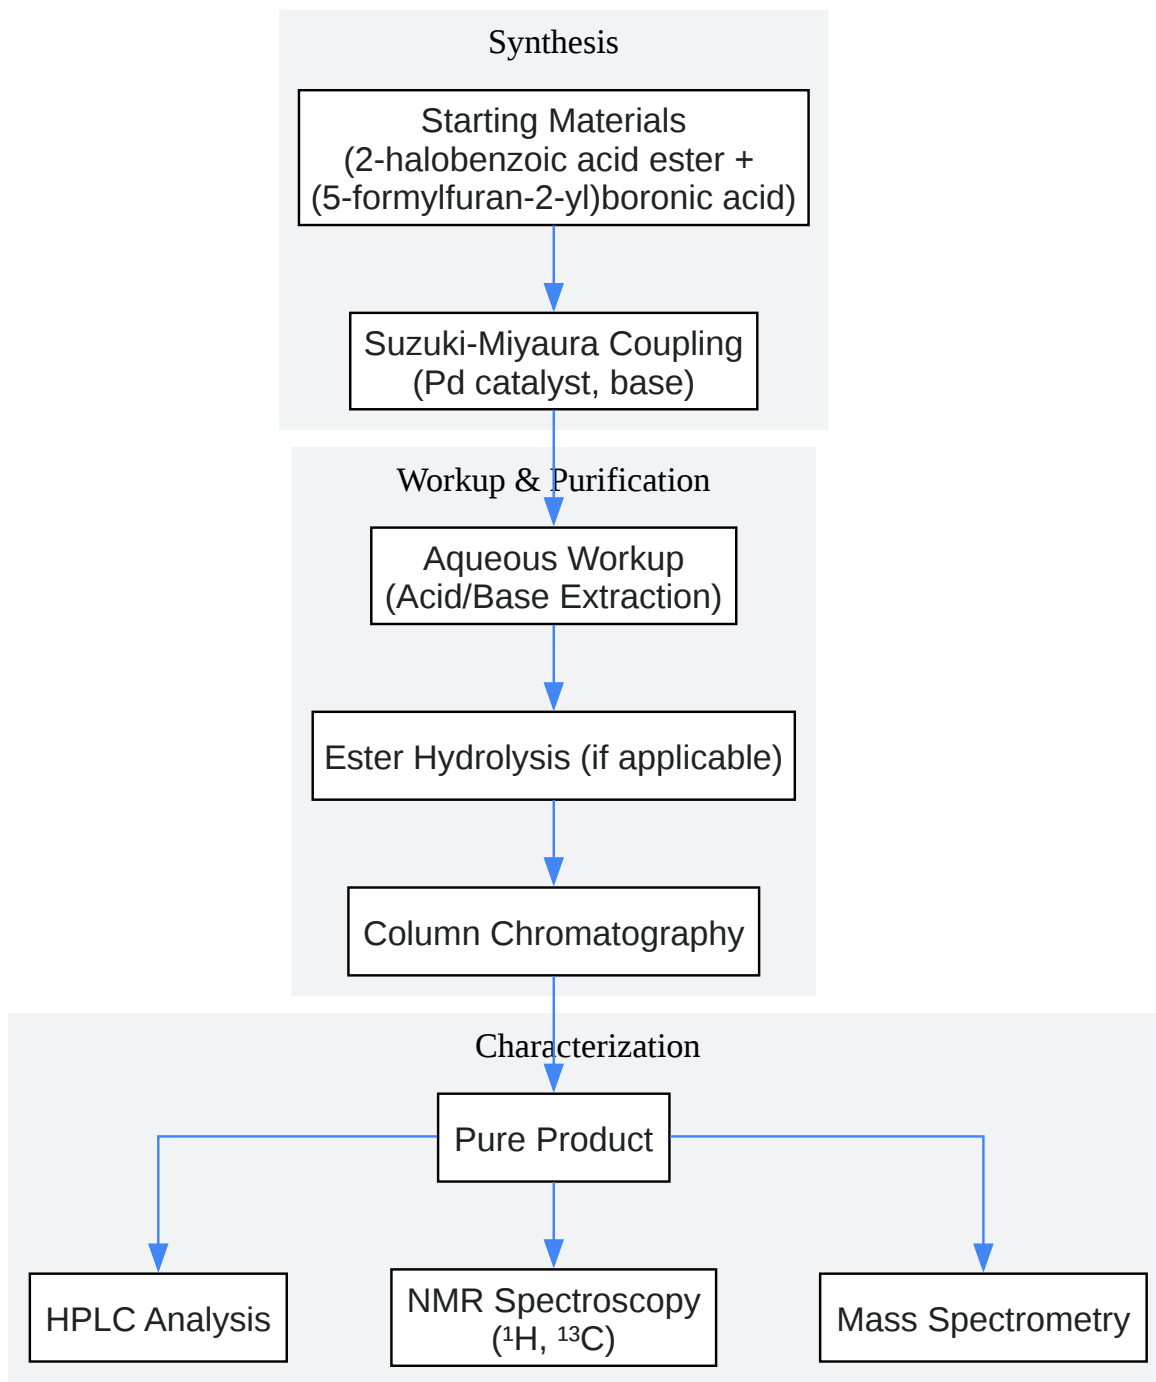 Synthesis
Starting Materials
(2-halobenzoic acid ester +
(5-formylfuran-2-yl)boronic acid)
Suzuki-Miyaura Coupling
(Pd catalyst, base)
Workup & Purification
Aqueous Workup
(Acid/Base Extraction)
Ester Hydrolysis (if applicable)
Column Chromatography
Characterization
Pure Product
HPLC Analysis
NMR Spectroscopy
(¹H, ¹³C)
Mass Spectrometry